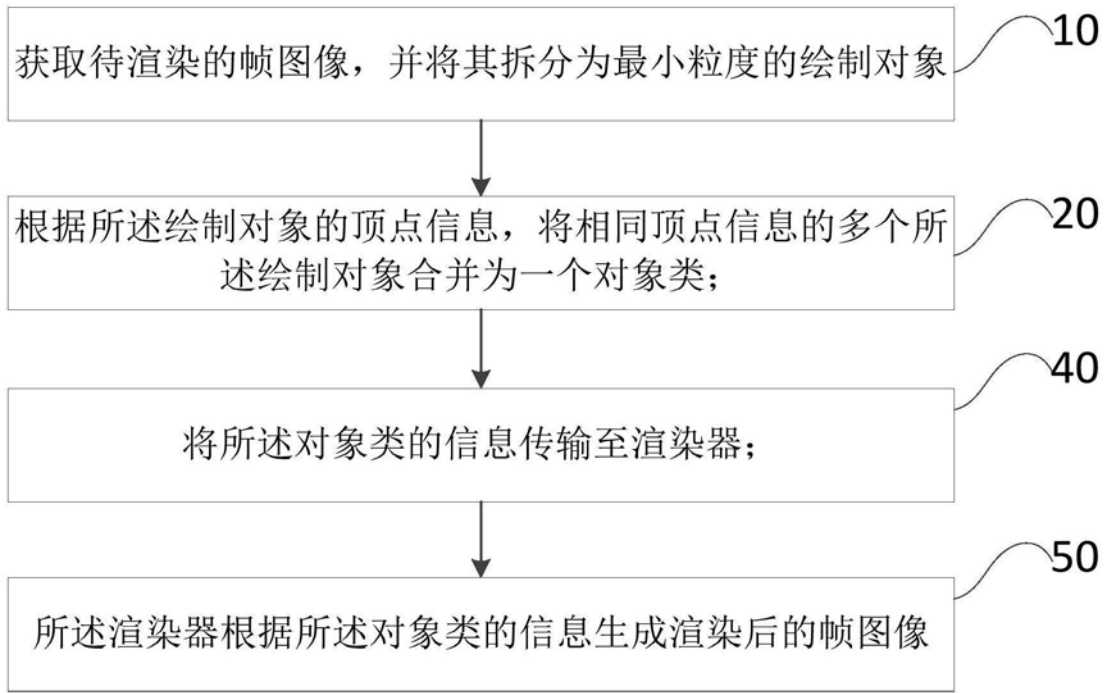 10
获取待渲染的帧图像，并将其拆分为最小粒度的绘制对象
20
根据所述绘制对象的顶点信息，将相同顶点信息的多个所
述绘制对象合并为一个对象类；
40
将所述对象类的信息传输至渲染器；
50
所述渲染器根据所述对象类的信息生成渲染后的帧图像